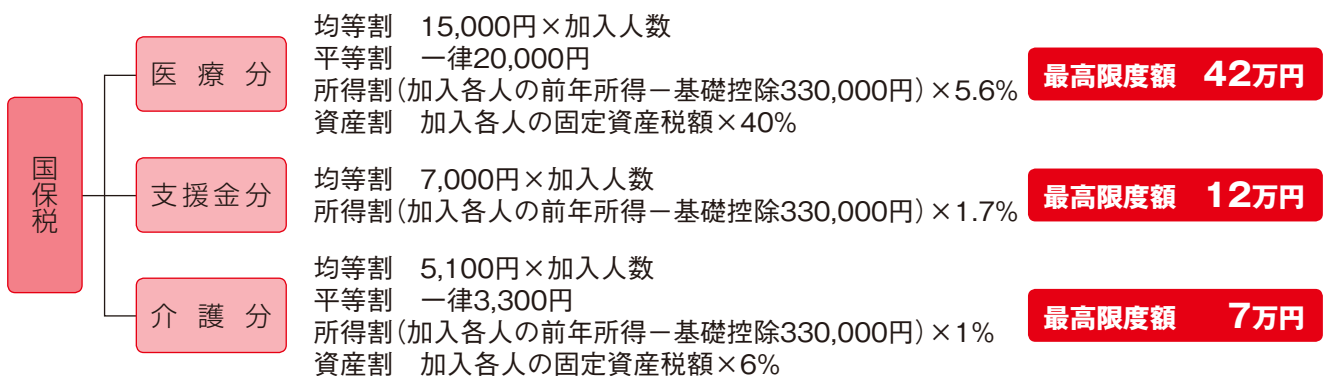 国保税
医療分
均等割　15,000円×加入人数
平等割　一律20,000円
所得割（加入各人の前年所得－基礎控除330,000円）×5.6%
資産割　加入各人の固定資産税額×40%
最高限度額　42万円
支援金分
均等割　7,000円×加入人数
所得割（加入各人の前年所得－基礎控除330,000円）×1.7%
最高限度額　12万円
介護分
均等割　5,100円×加入人数
平等割　一律3,300円
所得割（加入各人の前年所得－基礎控除330,000円）×1%
資産割　加入各人の固定資産税額×6%
最高限度額　7万円